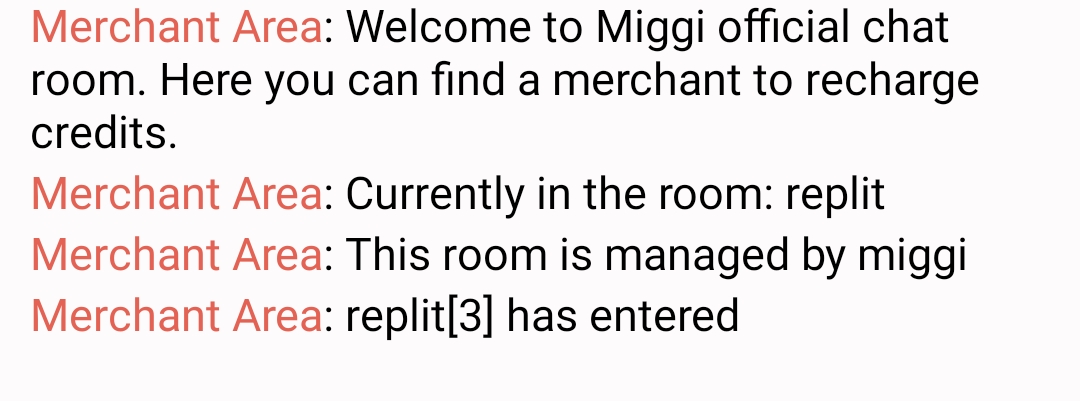 Merchant Area: Welcome to Miggi official chat
room. Here you can find a merchant to recharge
credits.
Merchant Area: Currently in the room: replit
Merchant Area: This room is managed by miggi
Merchant Area: replit[3] has entered